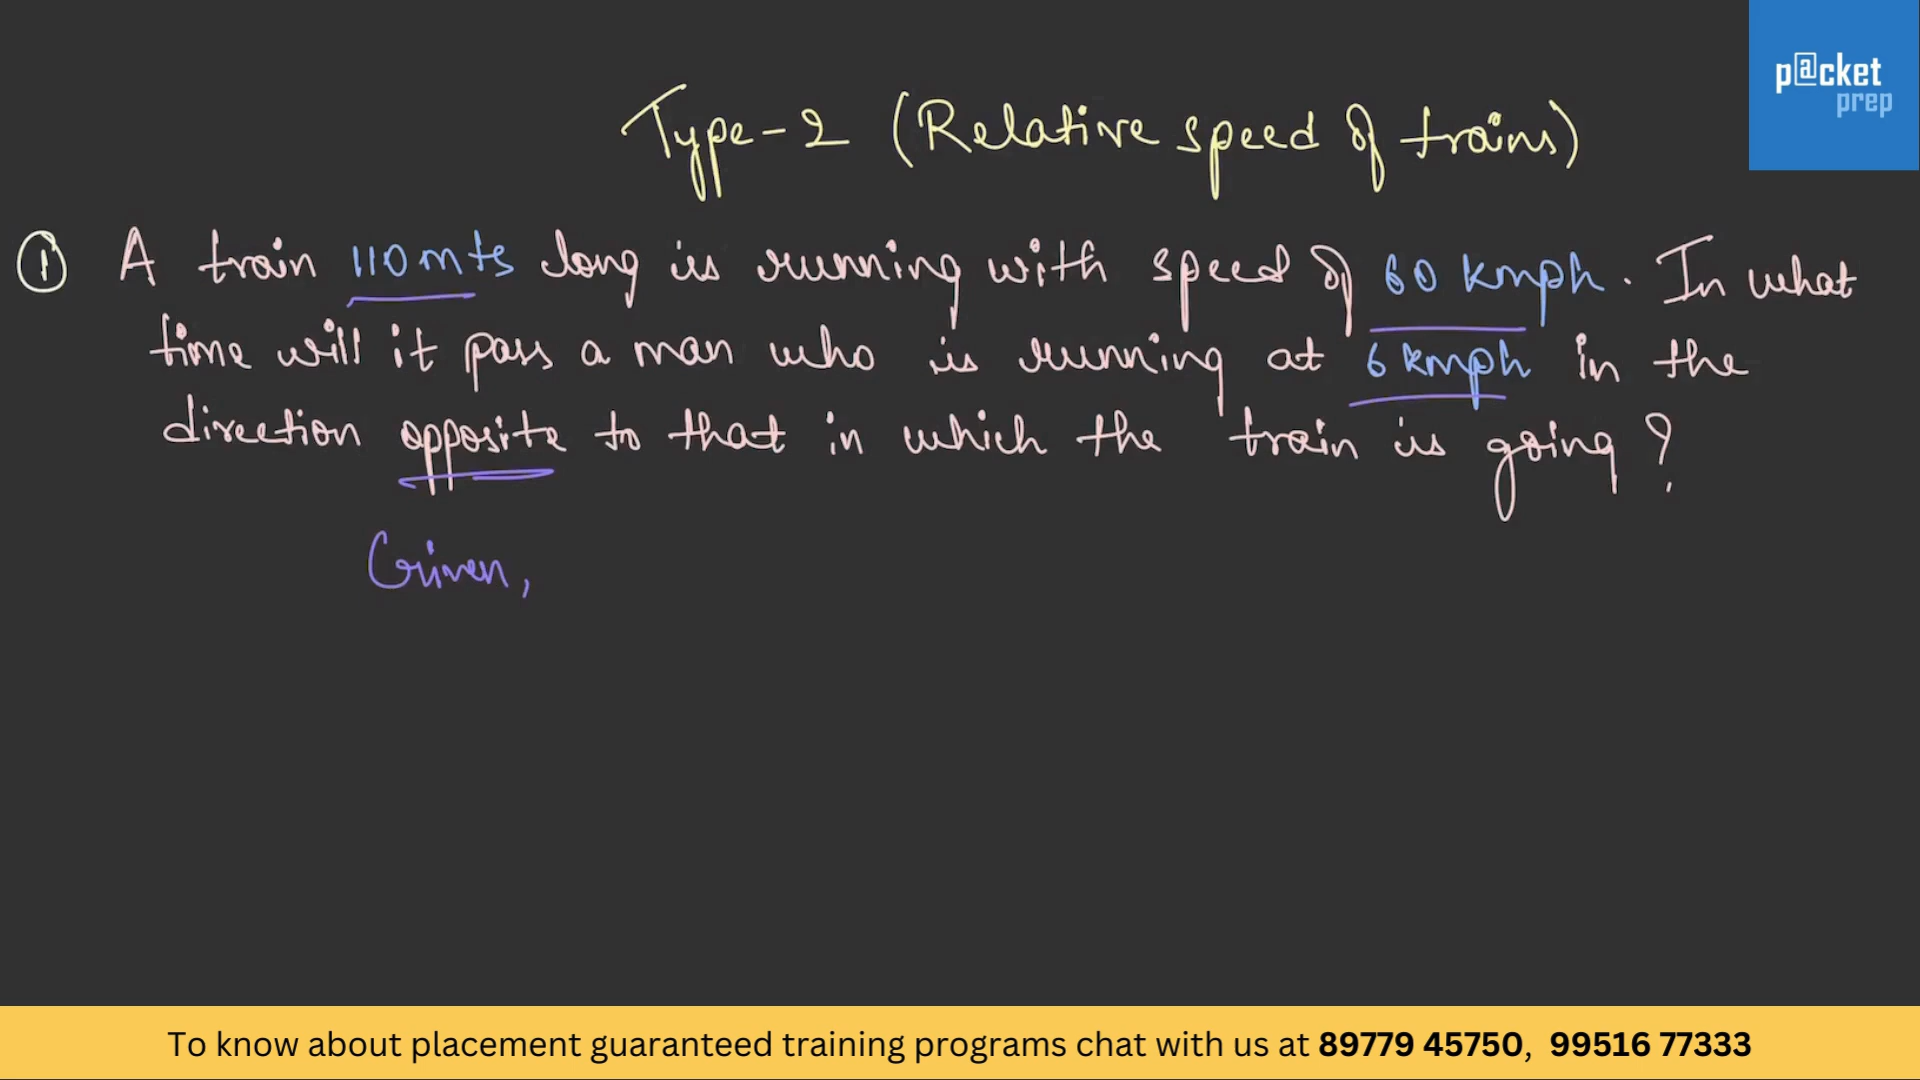 p@cket
prep
Type-2 (Relative speed of trains)
① A train 110 mts long is running with speed of 60 kmph. In what
time will it pass a man who is running at 6 kmph in the
direction opposite to that in which the train is going?
Given,
To know about placement guaranteed training programs chat with us at 89779 45750, 99516 77333